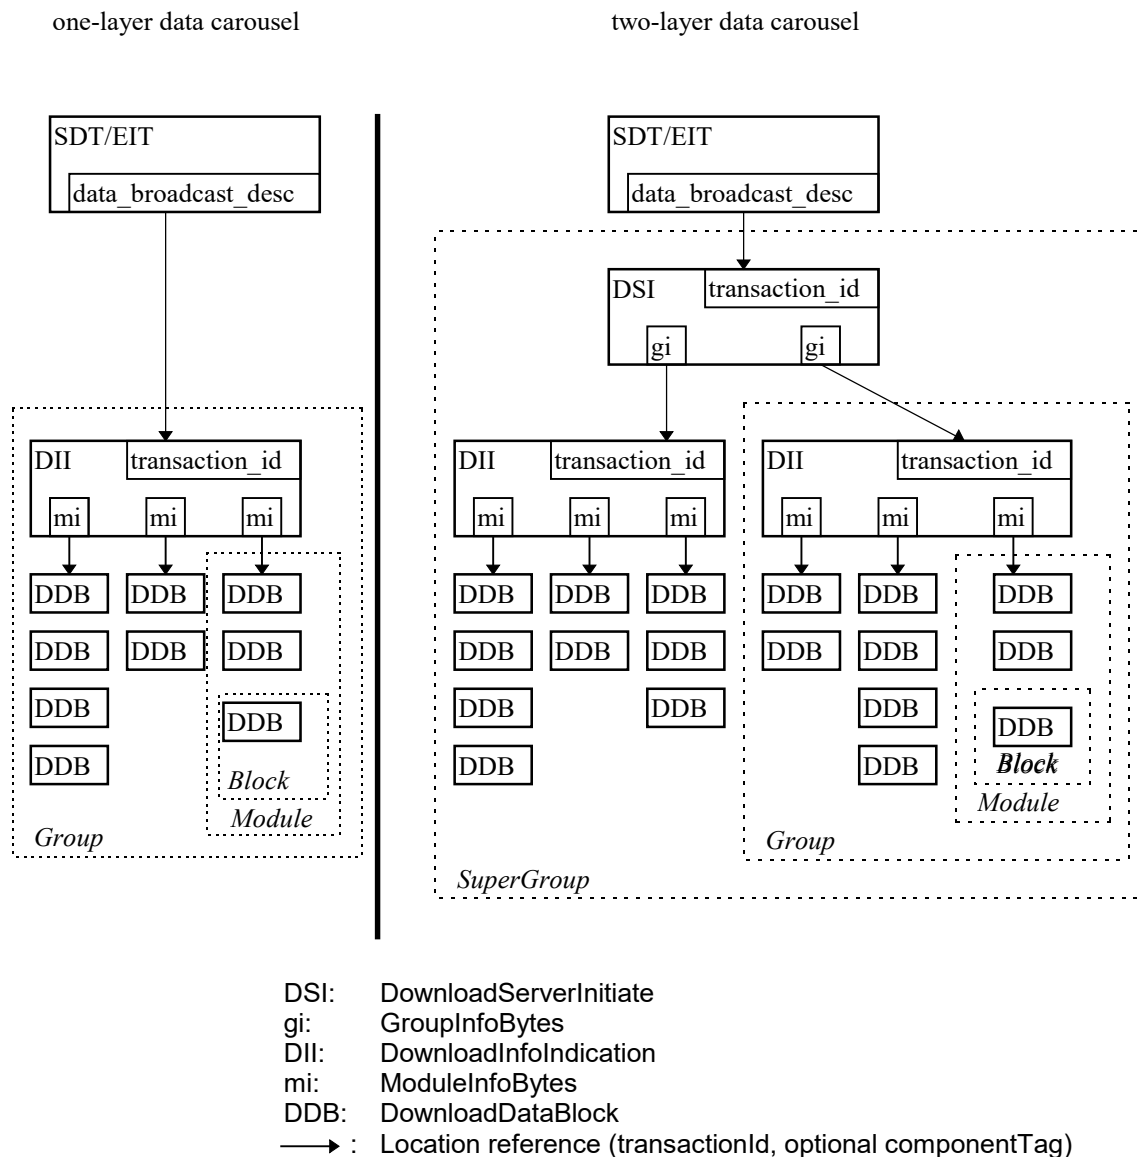 one-layer data carousel
two-layer data carousel
SDT/EIT
data_broadcast_desc
DII
transaction_id
mi mi mi
DDB DDB DDB
DDB DDB DDB
DDB DDB
DDB
Block
Module
Group
SDT/EIT
data_broadcast_desc
DSI
transaction_id
gi gi
DII
transaction_id
mi mi mi
DDB DDB DDB
DDB DDB DDB
DDB DDB
DDB
DII
transaction_id
mi mi mi
DDB DDB DDB
DDB DDB DDB
DDB DDB
DDB
Block
Module
Group
SuperGroup
DSI: DownloadServerInitiate
gi: GroupInfoBytes
DII: DownloadInfoIndication
mi: ModuleInfoBytes
DDB: DownloadDataBlock
: Location reference (transactionId, optional componentTag)